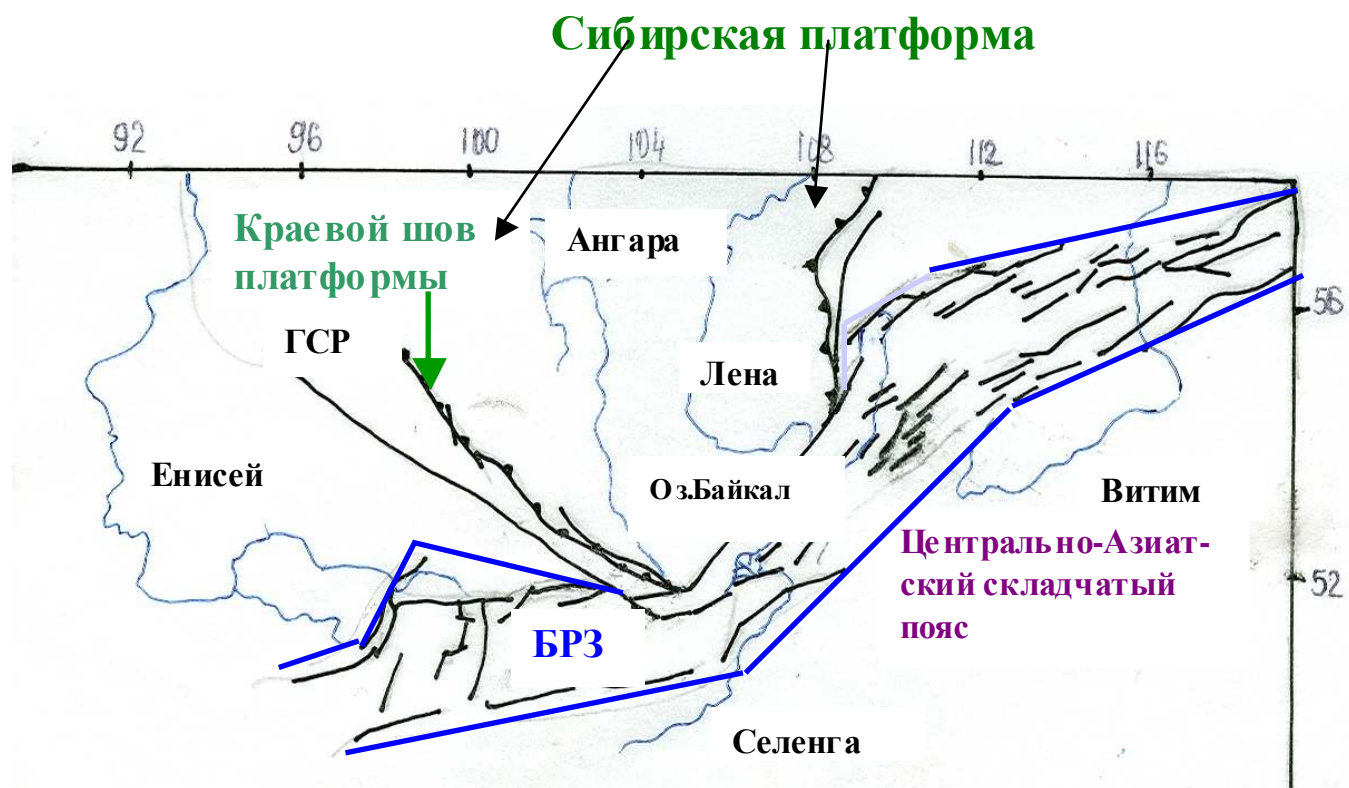 Сибирская платформа
92 96 100 104 108 112 116
Краевой шов
платформы
Ангара
56
ГСР
Лена
Енисей
Оз.Байкал
Витим
Центрально-Азиат-
ский складчатый
пояс
52
БРЗ
Селенга